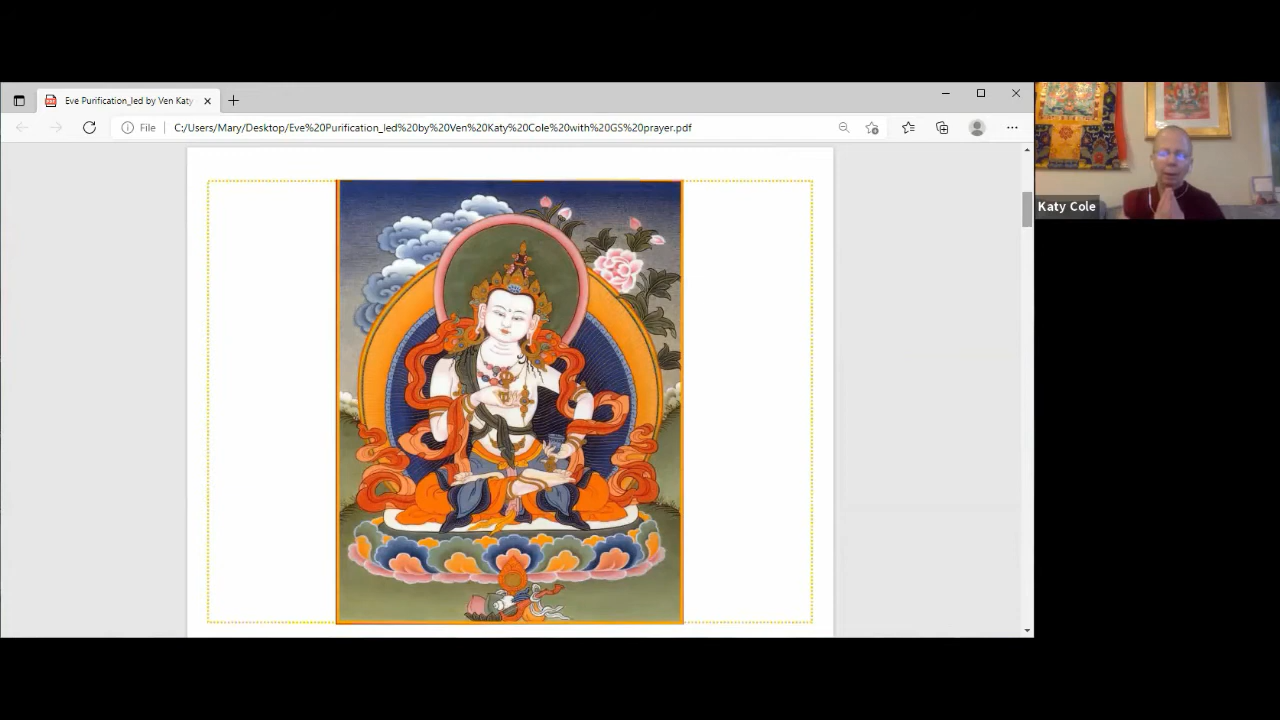 Eve Purification_led by Ven Katy
File
C:/Users/Mary/Desktop/Eve%20Purification_led%20by%20Ven%20Katy%20Cole%20with%20GS%20prayer.pdf
Katy Cole